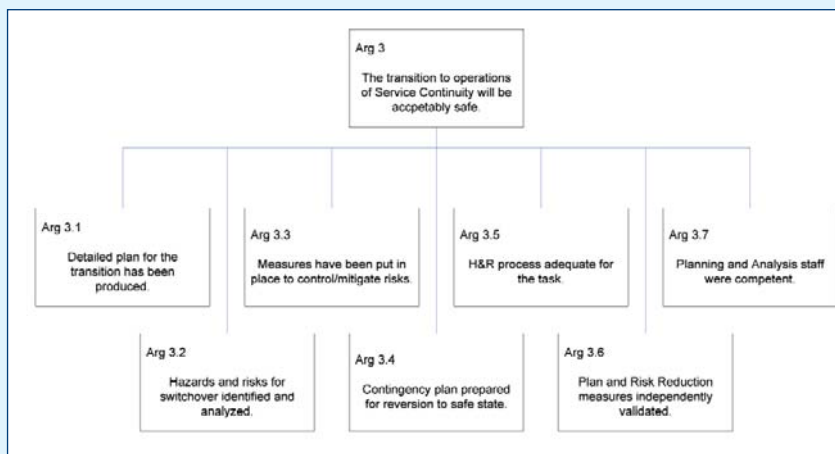 Arg 3
The transition to operations
of Service Continuity will be
accpetably safe.
Arg 3.1
Detailed plan for the
transition has been
produced.
Arg 3.3
Measures have been put in
place to control/mitigate risks.
Arg 3.5
H&R process adequate for
the task.
Arg 3.7
Planning and Analysis staff
were competent.
Arg 3.2
Hazards and risks for
switchover identified and
analyzed.
Arg 3.4
Contingency plan prepared
for reversion to safe state.
Arg 3.6
Plan and Risk Reduction
measures independently
validated.